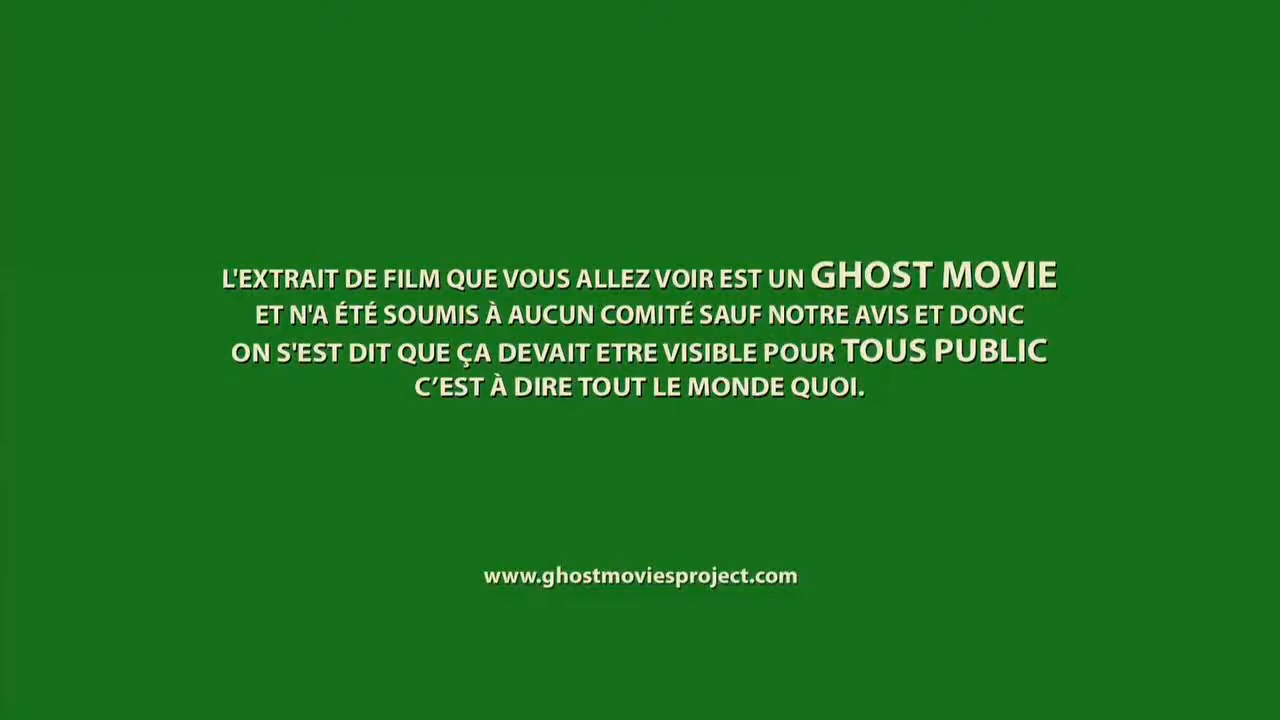 L'EXTRAIT DE FILM QUE VOUS ALLEZ VOIR EST UN GHOST MOVIE
ET N'A ÉTÉ SOUMIS À AUCUN COMITÉ SAUF NOTRE AVIS ET DONC
ON S'EST DIT QUE ÇA DEVAIT ETRE VISIBLE POUR TOUS PUBLIC
C’EST À DIRE TOUT LE MONDE QUOI.
www.ghostmoviesproject.com